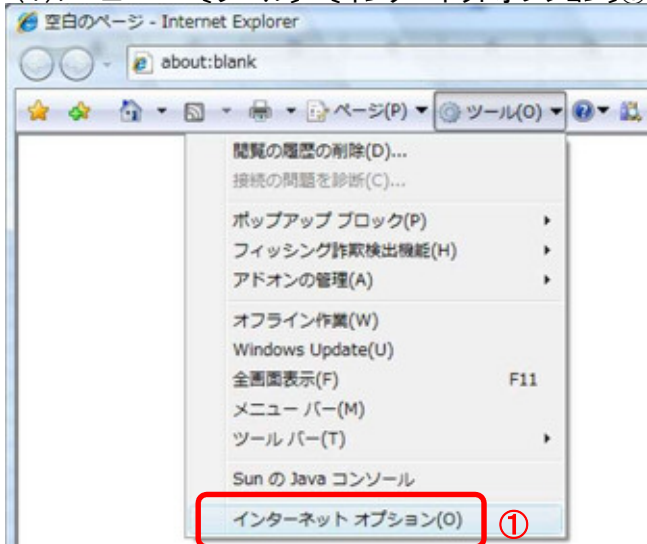 空白のページ - Internet Explorer
about:blank
ページ(P) ツール(O)
閲覧の履歴の削除(D)...
接続の問題を診断(C)...
ポップアップ ブロック(P)
フィッシング詐欺検出機能(H)
アドオンの管理(A)
オフライン作業(W)
Windows Update(U)
全画面表示(F) F11
メニュー バー(M)
ツール バー(T)
Sun の Java コンソール
インターネット オプション(O) ①